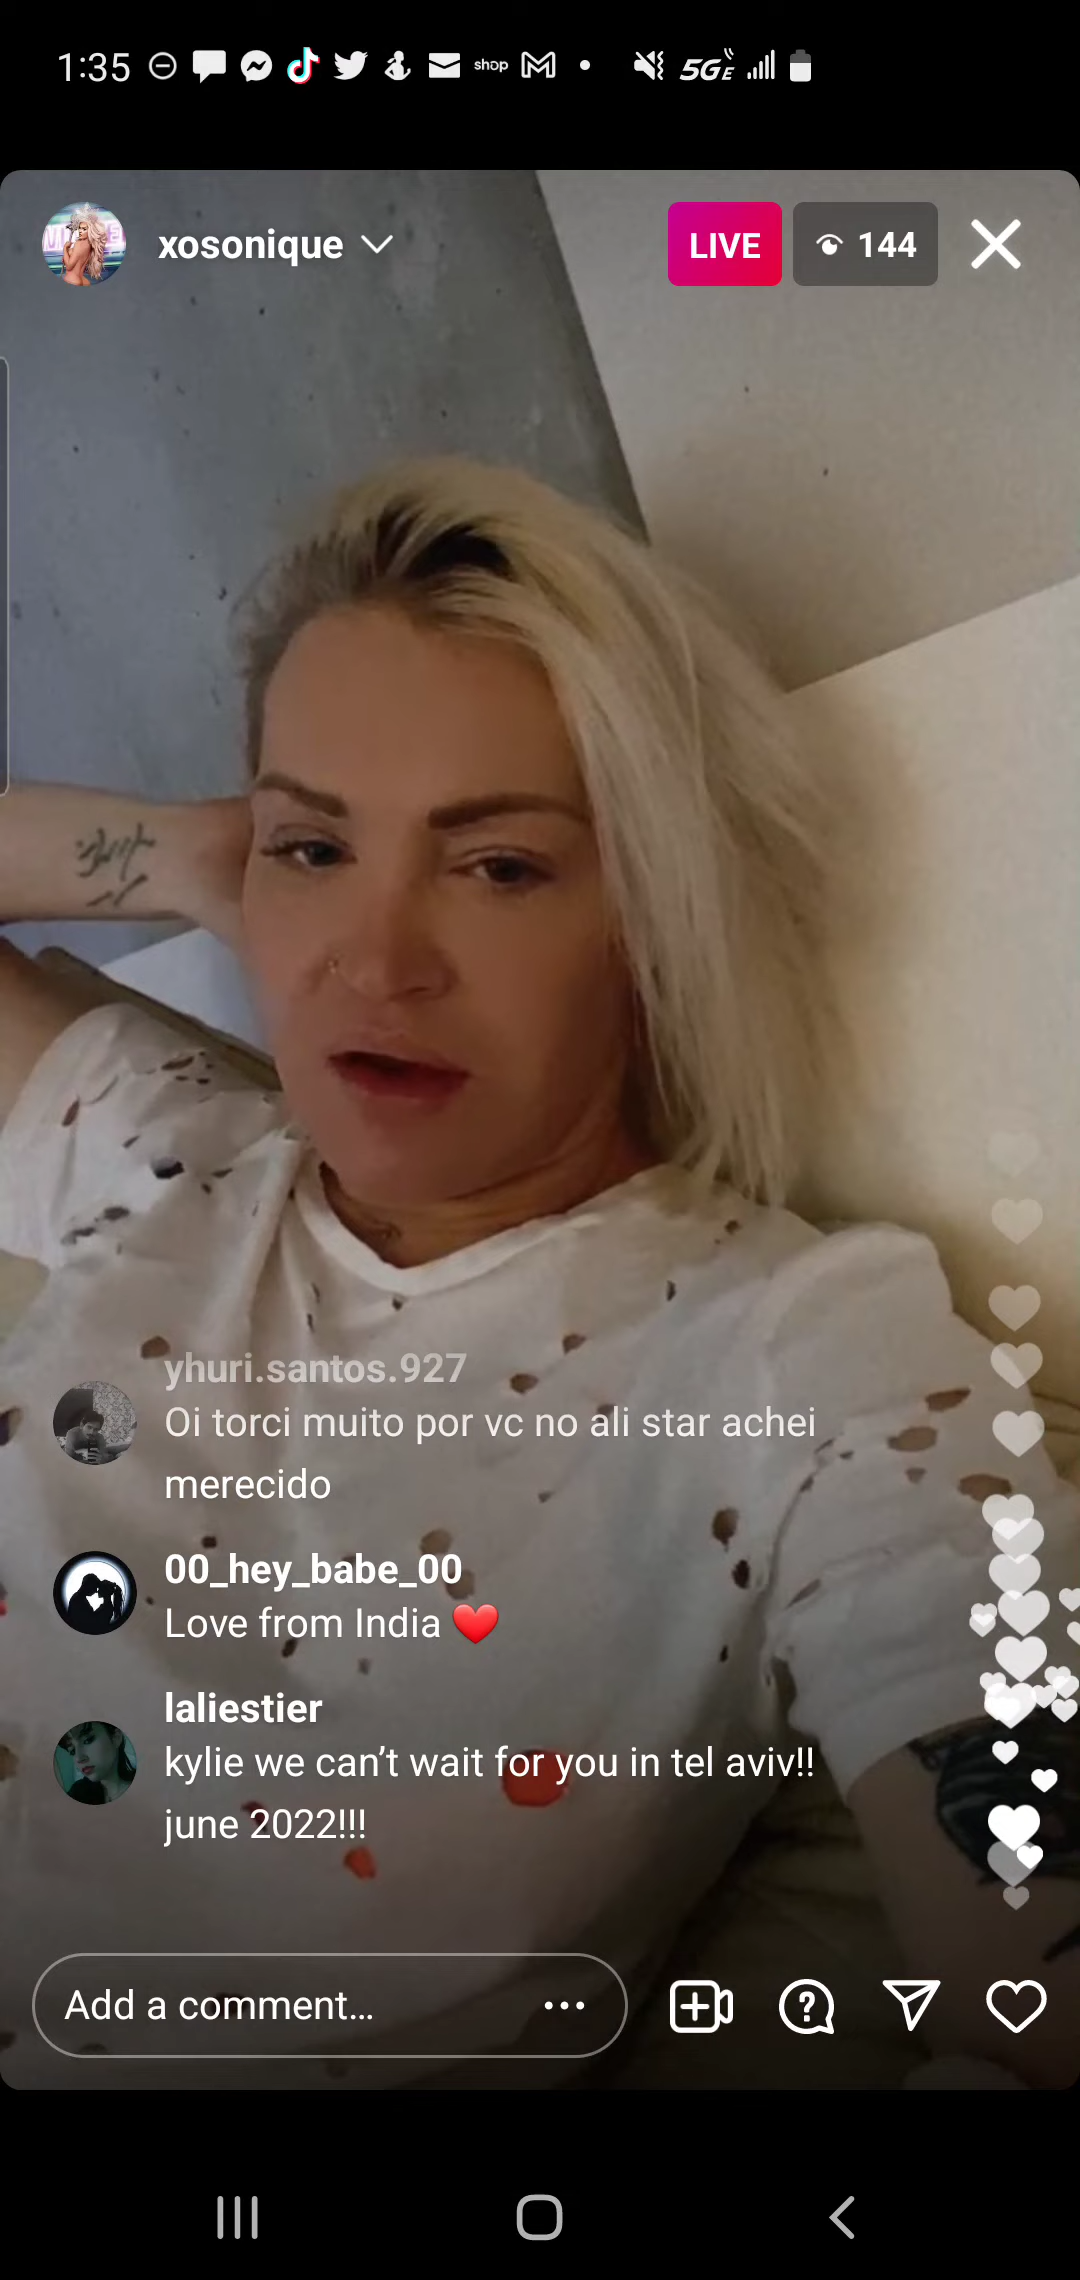 1:35
shop
5GE
xosonique
LIVE
144
yhuri.santos.927
Oi torci muito por vc no ali star achei
merecido
00_hey_babe_00
Love from India ❤️
laliestier
kylie we can’t wait for you in tel aviv!!
june 2022!!!
Add a comment...